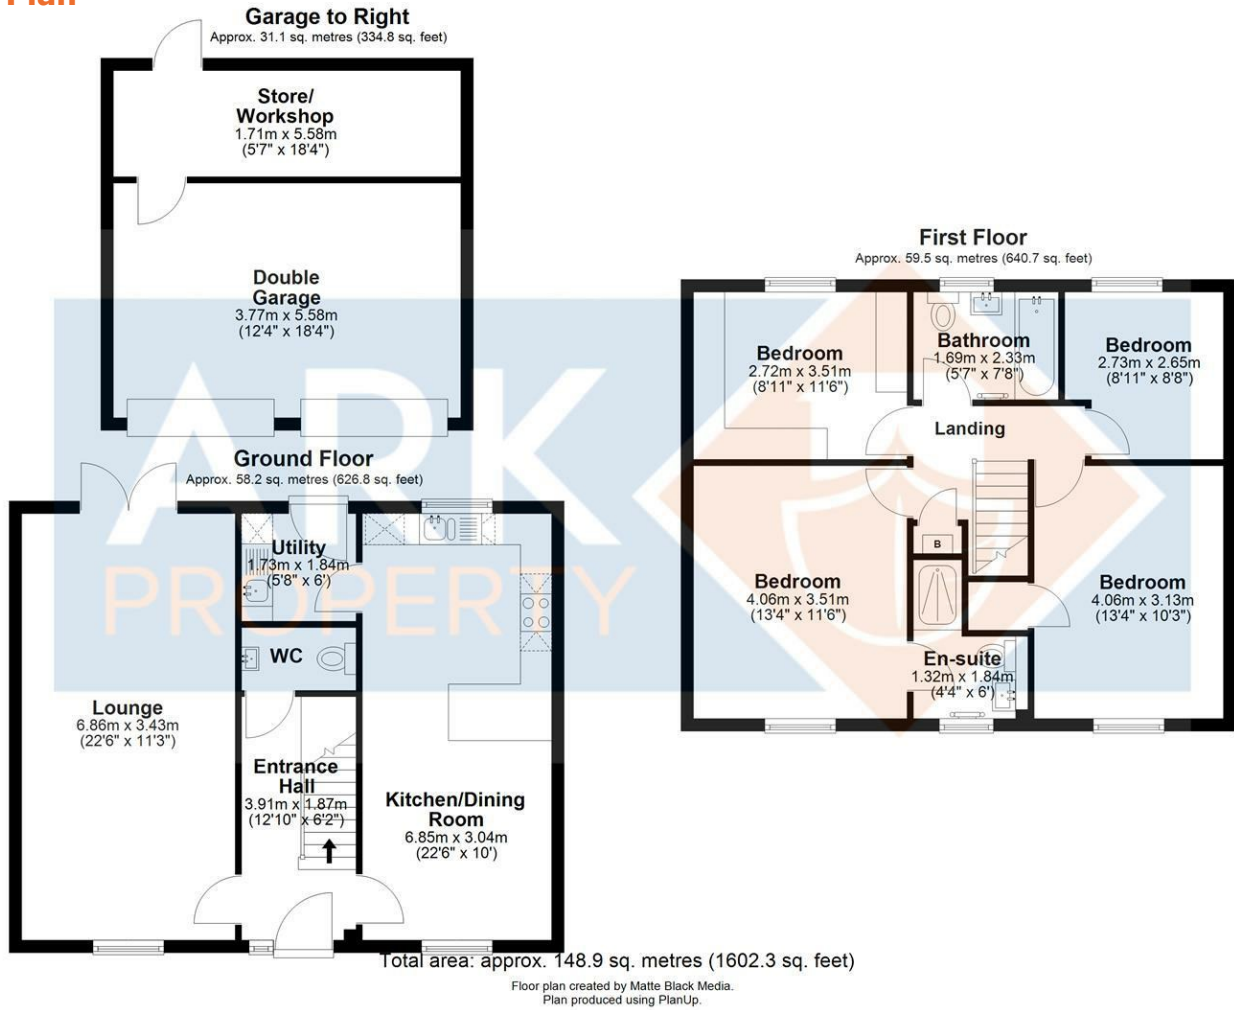 Plan
Garage to Right
Approx. 31.1 sq. metres (334.8 sq. feet)
Store/
Workshop
1.71m x 5.58m
(5'7" x 18'4")
Double
Garage
3.77m x 5.58m
(12'4" x 18'4")
First Floor
Approx. 59.5 sq. metres (640.7 sq. feet)
Bedroom
2.72m x 3.51m
(8'11" x 11'6")
Bathroom
1.69m x 2.33m
(5'7" x 7'8")
Bedroom
2.73m x 2.65m
(8'11" x 8'8")
Landing
B
Bedroom
4.06m x 3.51m
(13'4" x 11'6")
Bedroom
4.06m x 3.13m
(13'4" x 10'3")
En-suite
1.32m x 1.84m
(4'4" x 6')
ARK
PROPERTY
Ground Floor
Approx. 58.2 sq. metres (626.8 sq. feet)
Utility
1.73m x 1.84m
(5'8" x 6')
WC
Lounge
6.86m x 3.43m
(22'6" x 11'3")
Entrance
Hall
3.91m x 1.87m
(12'10" x 6'2")
Kitchen/Dining
Room
6.85m x 3.04m
(22'6" x 10')
Total area: approx. 148.9 sq. metres (1602.3 sq. feet)
Floor plan created by Matte Black Media.
Plan produced using PlanUp.